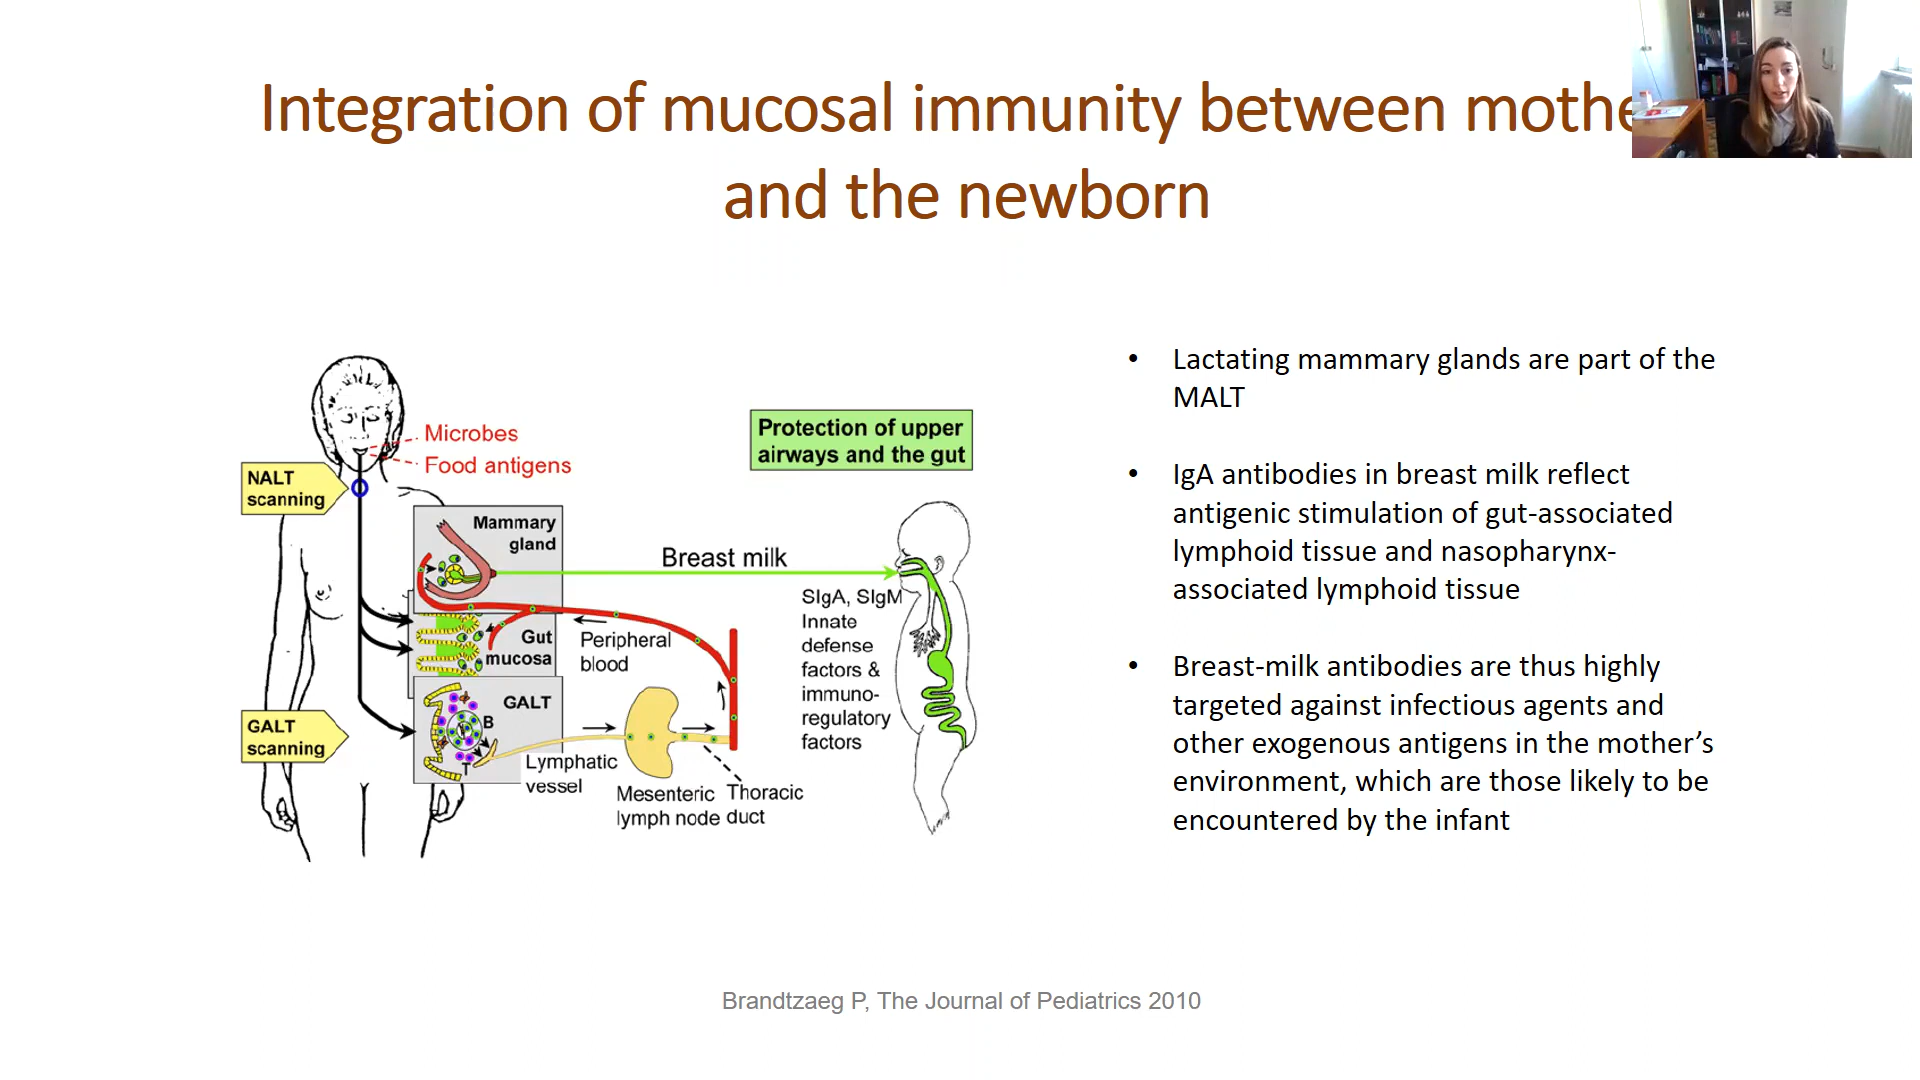 Integration of mucosal immunity between mothe
and the newborn
Microbes
Food antigens
NALT
scanning
Mammary
gland
Gut
mucosa
GALT
B
T
GALT
scanning
Breast milk
Peripheral
blood
Lymphatic
vessel
Mesenteric
lymph node
Thoracic
duct
Protection of upper
airways and the gut
SIgA, SIgM
Innate
defense
factors &
immuno-
regulatory
factors
• Lactating mammary glands are part of the
MALT
• IgA antibodies in breast milk reflect
antigenic stimulation of gut-associated
lymphoid tissue and nasopharynx-
associated lymphoid tissue
• Breast-milk antibodies are thus highly
targeted against infectious agents and
other exogenous antigens in the mother’s
environment, which are those likely to be
encountered by the infant
Brandtzaeg P, The Journal of Pediatrics 2010